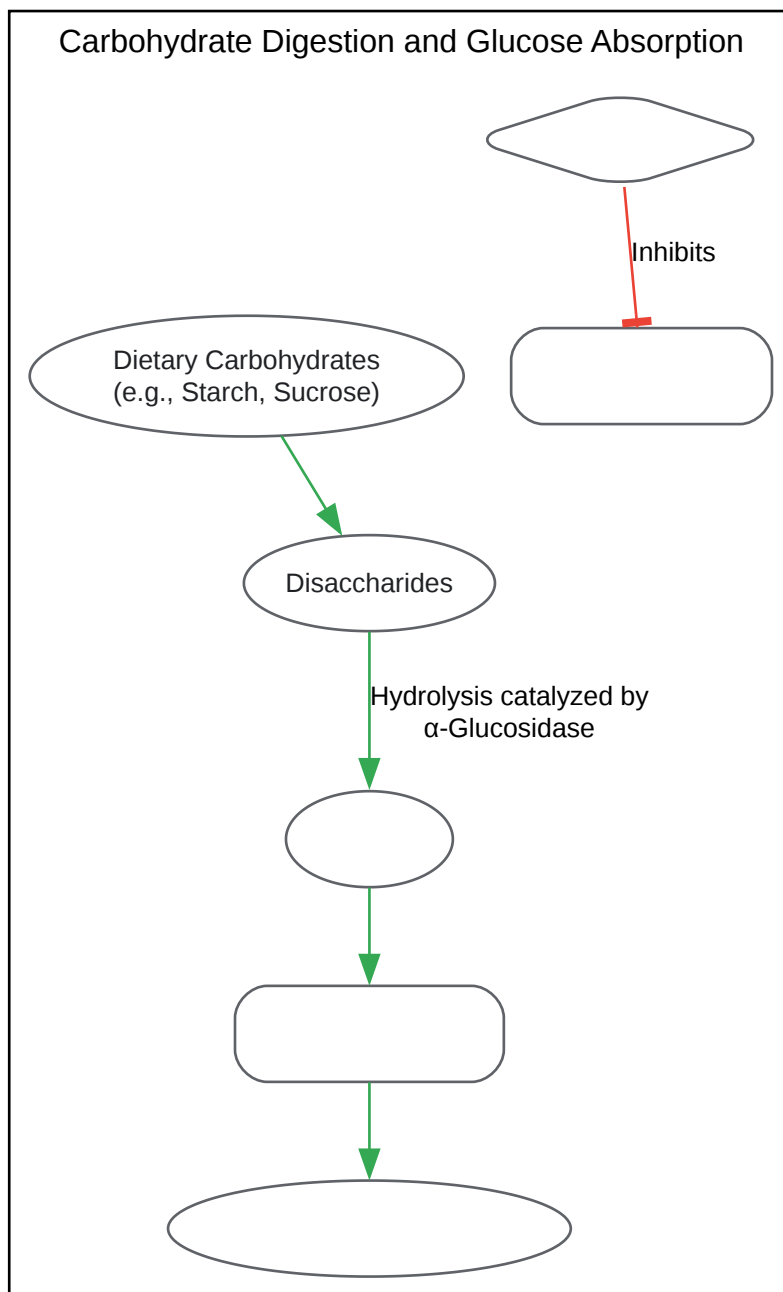 Carbohydrate Digestion and Glucose Absorption
Inhibits
Dietary Carbohydrates
(e.g., Starch, Sucrose)
Disaccharides
Hydrolysis catalyzed by
α-Glucosidase